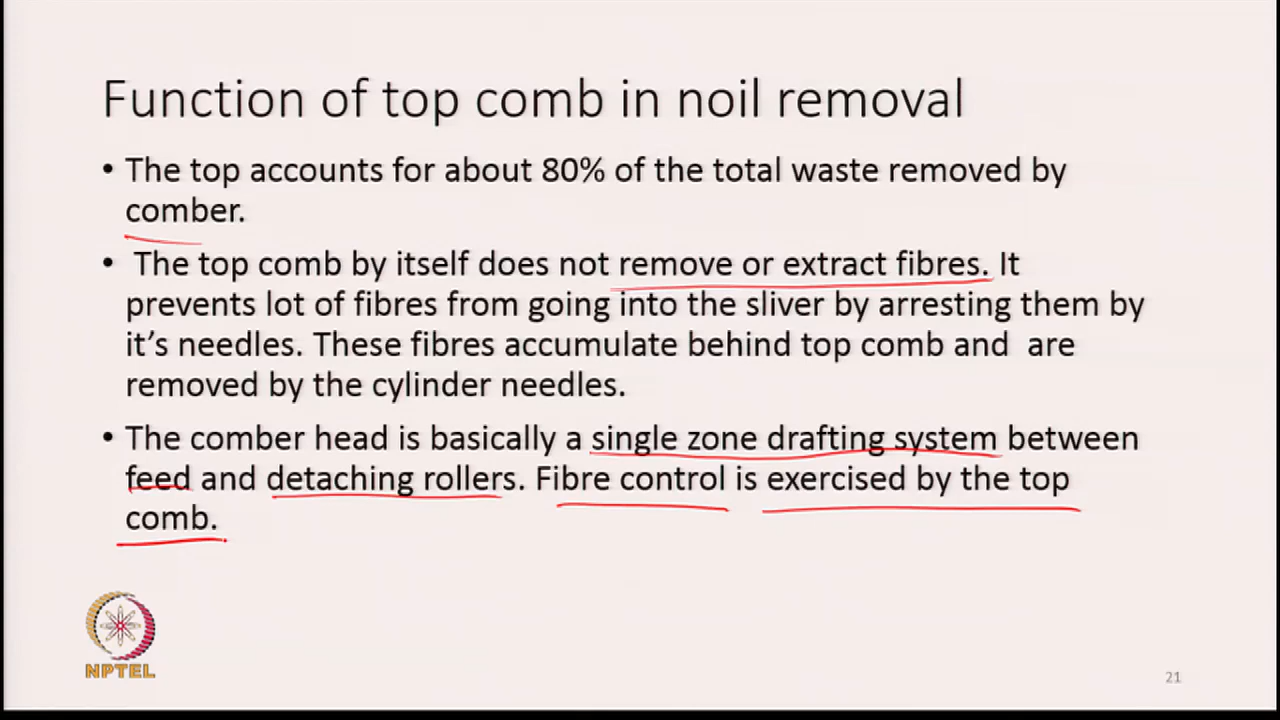 Function of top comb in noil removal
• The top accounts for about 80% of the total waste removed by
comber.
• The top comb by itself does not remove or extract fibres. It
prevents lot of fibres from going into the sliver by arresting them by
it's needles. These fibres accumulate behind top comb and are
removed by the cylinder needles.
• The comber head is basically a single zone drafting system between
feed and detaching rollers. Fibre control is exercised by the top
comb.
NPTEL
21